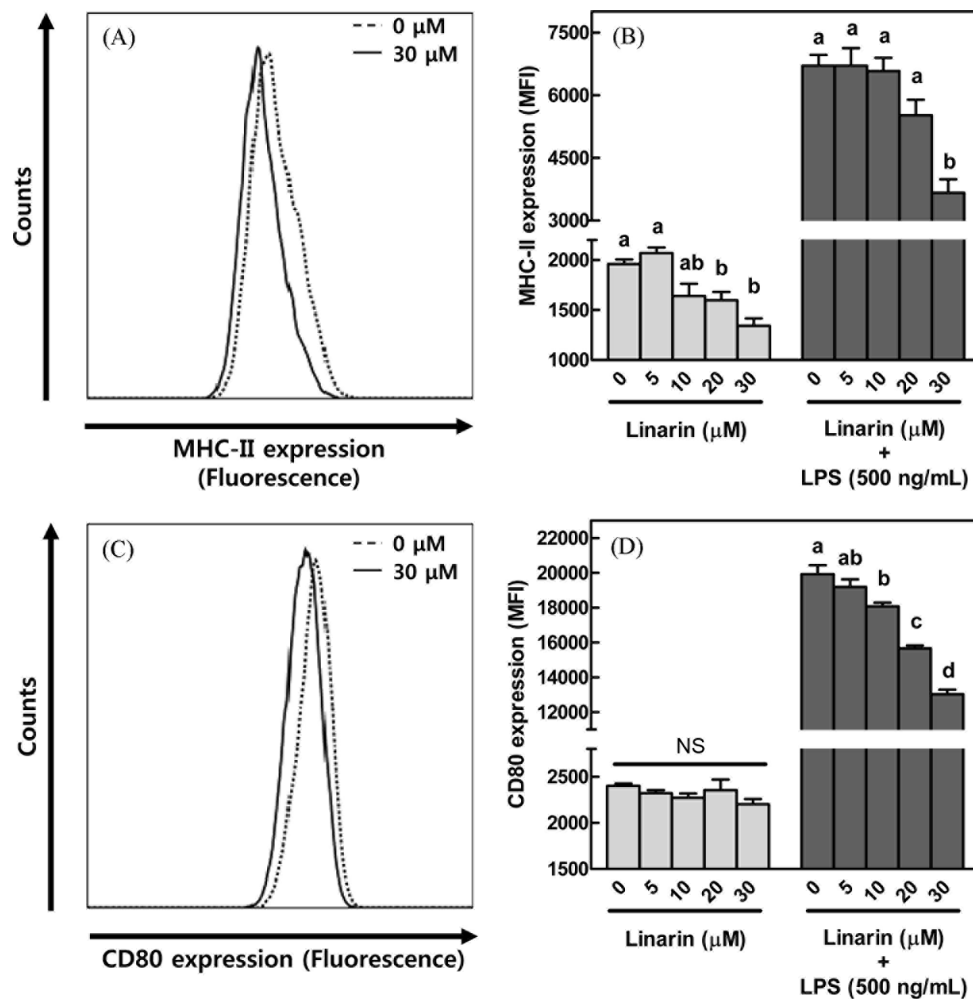 (A)
0 μM
30 μM
Counts
MHC-II expression
(Fluorescence)
(B)
MHC-II expression (MFI)
7500
6000
4500
3000
2000
1500
1000
a a ab b b
a a a a b
0 5 10 20 30
0 5 10 20 30
Linarin (μM)
Linarin (μM)
+
LPS (500 ng/mL)
(C)
0 μM
30 μM
Counts
CD80 expression (Fluorescence)
(D)
CD80 expression (MFI)
22000
20000
18000
16000
14000
12000
2500
2000
1500
NS
a ab b c d
0 5 10 20 30
0 5 10 20 30
Linarin (μM)
Linarin (μM)
+
LPS (500 ng/mL)